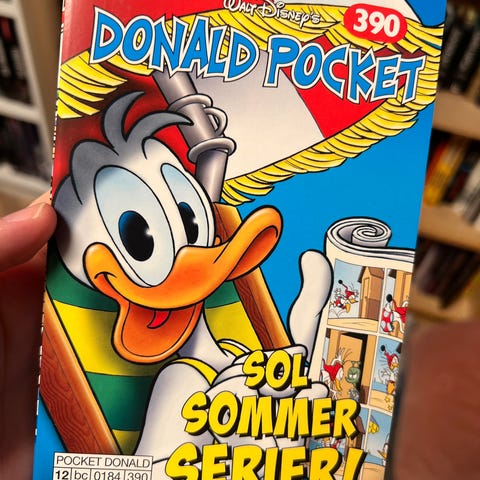 WALT DISNEY'S
390
DONALD POCKET
SOL
SOMMER
SERIER!
POCKET DONALD
12 bc 0184 390